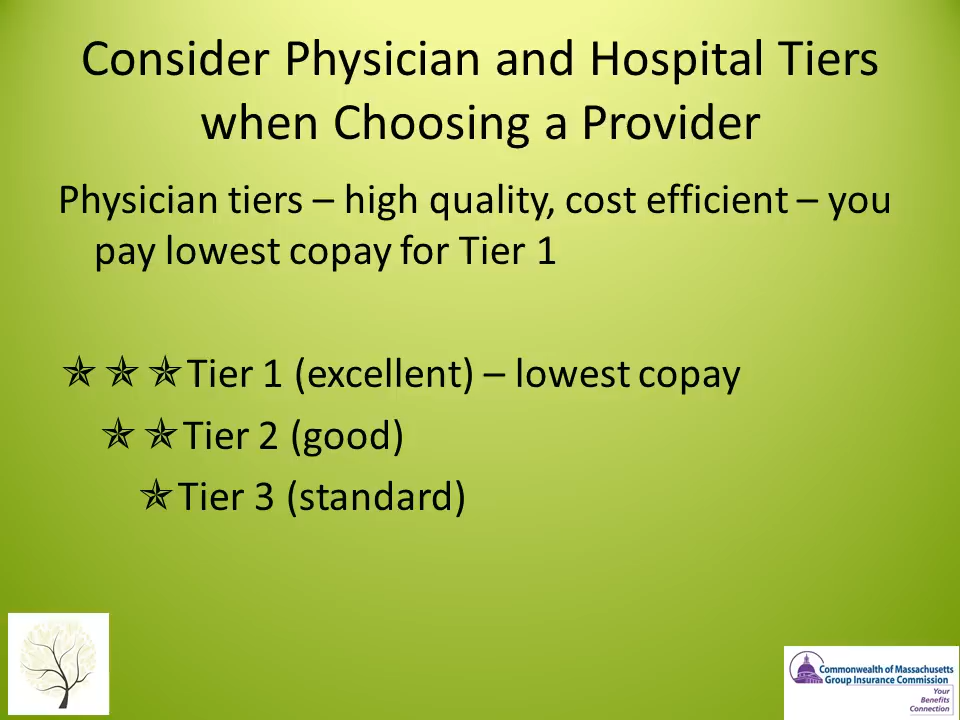 Consider Physician and Hospital Tiers
when Choosing a Provider
Physician tiers – high quality, cost efficient – you
pay lowest copay for Tier 1
✯✯✯Tier 1 (excellent) – lowest copay
✯✯Tier 2 (good)
✯Tier 3 (standard)
Commonwealth of Massachusetts
Group Insurance Commission
Your
Benefits
Connection